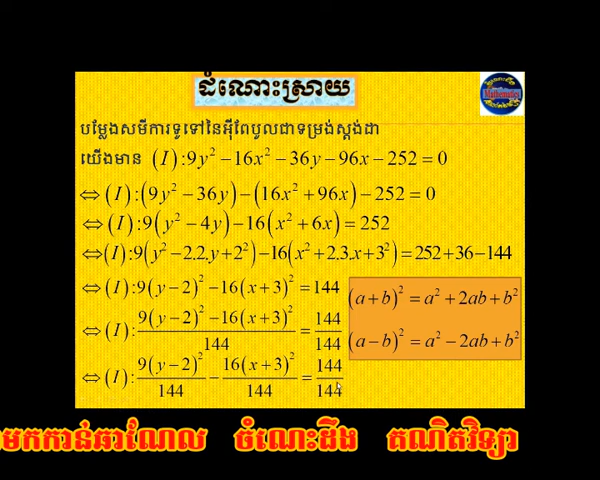 ដំណោះស្រាយ
បម្លែងសមីការទូទៅនៃអ៊ីពែបូលជាទម្រង់ស្តង់ដា
យើងមាន (I):9y² −16x² −36y −96x −252 = 0
⇔ (I):(9y² −36y) −(16x² +96x) −252 = 0
⇔ (I):9(y² −4y) −16(x² +6x) = 252
⇔(I):9(y² −2.2.y+2²) −16(x² +2.3.x+3²) = 252+36−144
⇔ (I):9(y−2)² −16(x+3)² = 144
(a+b)² = a² +2ab+b²
⇔ (I): 9(y−2)² −16(x+3)² / 144 = 144 / 144
(a−b)² = a² −2ab+b²
⇔ (I): 9(y−2)² / 144 − 16(x+3)² / 144 = 144 / 144
មកកាន់ឆាណែល ចំណេះដឹង គណិតវិទ្យា